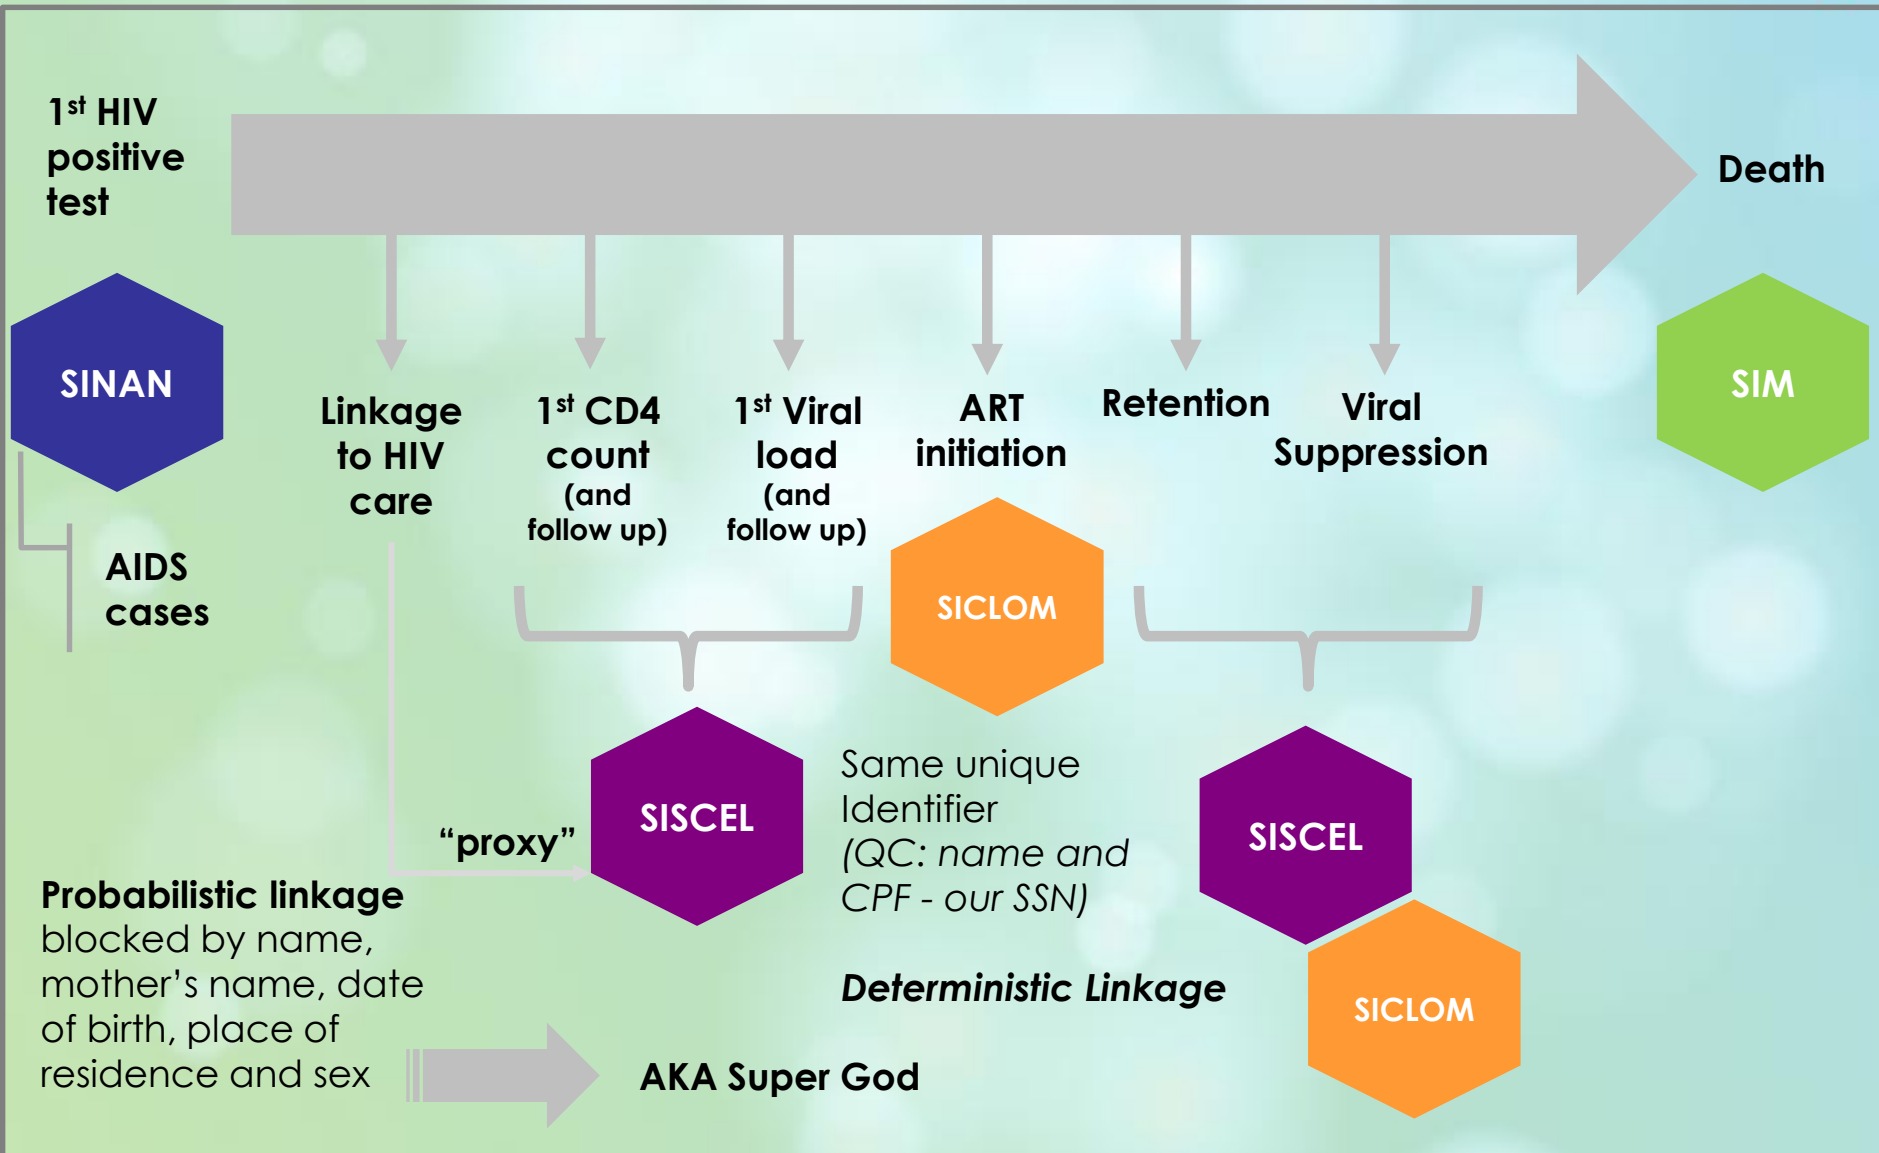 1st HIV
positive
test
Death
SINAN
AIDS
cases
Linkage
to HIV
care
1st CD4
count
(and
follow up)
1st Viral
load
(and
follow up)
ART
initiation
Retention
Viral
Suppression
SIM
SICLOM
SISCEL
"proxy"
Same unique
Identifier
(QC: name and
CPF - our SSN)
Deterministic Linkage
SISCEL
SICLOM
Probabilistic linkage
blocked by name,
mother's name, date
of birth, place of
residence and sex
AKA Super God